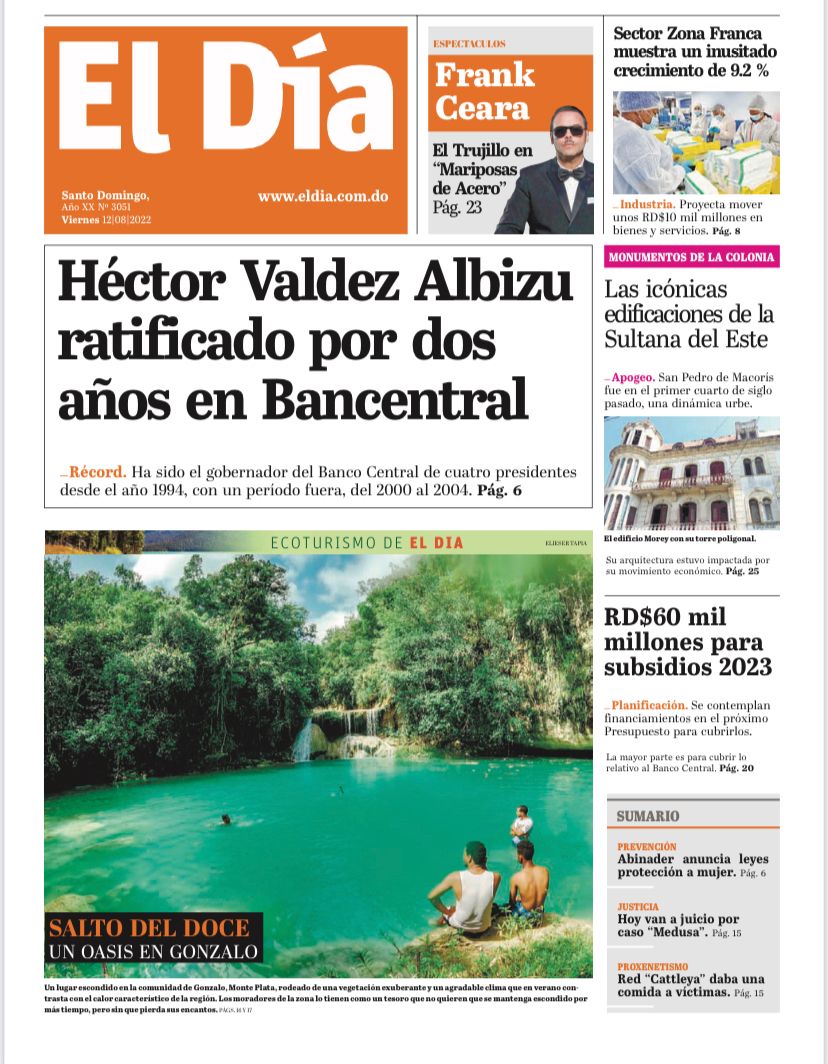 El Día
Santo Domingo,
Año XX Nº 3051
Viernes 12|08|2022
www.eldia.com.do
ESPECTACULOS
Frank
Ceara
El Trujillo en
“Mariposas
de Acero”
Pág. 23
Sector Zona Franca
muestra un inusitado
crecimiento de 9.2 %
_Industria. Proyecta mover
unos RD$10 mil millones en
bienes y servicios. Pág. 8
Héctor Valdez Albizu
ratificado por dos
años en Bancentral
_Récord. Ha sido el gobernador del Banco Central de cuatro presidentes
desde el año 1994, con un período fuera, del 2000 al 2004. Pág. 6
MONUMENTOS DE LA COLONIA
Las icónicas
edificaciones de la
Sultana del Este
_Apogeo. San Pedro de Macorís
fue en el primer cuarto de siglo
pasado, una dinámica urbe.
El edificio Morey con su torre poligonal.
Su arquitectura estuvo impactada por
su movimiento económico. Pág. 25
ECOTURISMO DE EL DIA
ELIESER TAPIA
SALTO DEL DOCE
UN OASIS EN GONZALO
Un lugar escondido en la comunidad de Gonzalo, Monte Plata, rodeado de una vegetación exuberante y un agradable clima que en verano con-
trasta con el calor característico de la región. Los moradores de la zona lo tienen como un tesoro que no quieren que se mantenga escondido por
más tiempo, pero sin que pierda sus encantos. PÁGS. 16 Y 17
RD$60 mil
millones para
subsidios 2023
_Planificación. Se contemplan
financiamientos en el próximo
Presupuesto para cubrirlos.
La mayor parte es para cubrir lo
relativo al Banco Central. Pág. 20
SUMARIO
PREVENCIÓN
Abinader anuncia leyes
protección a mujer. Pág. 6
JUSTICIA
Hoy van a juicio por
caso “Medusa”. Pág. 15
PROXENETISMO
Red “Cattleya” daba una
comida a víctimas. Pág. 15